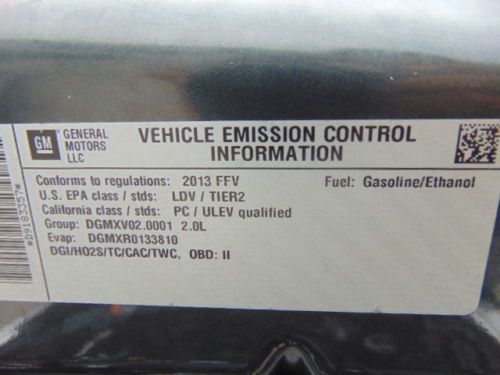 GM
GENERAL
MOTORS
LLC
VEHICLE EMISSION CONTROL
INFORMATION
Conforms to regulations: 2013 FFV Fuel: Gasoline/Ethanol
U.S. EPA class / stds: LDV / TIER2
California class / stds: PC / ULEV qualified
Group: DGMXV02.0001 2.0L
Evap: DGMXR0133810
DGI/HO2S/TC/CAC/TWC, OBD: II
*D9183357*